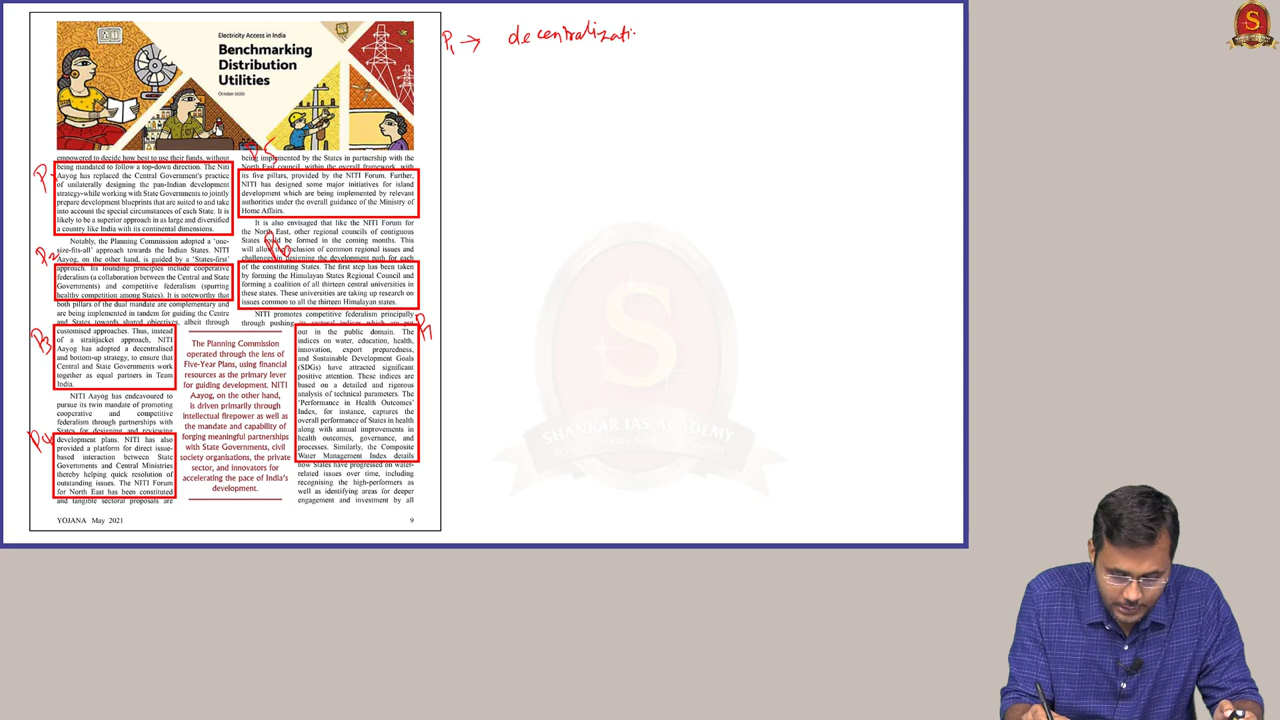 Electricity Access in India
Benchmarking
Distribution
Utilities
October 2020
P1 → decentralizati
P1
empowered to decide how best to use their funds, without
being mandated to follow a top-down direction. The Niti
Aayog has replaced the Central Government's practice
of unilaterally designing the pan-Indian development
strategy-while working with State Governments to jointly
prepare development blueprints that are suited to and take
into account the special circumstances of each State. It is
likely to be a superior approach in as large and diversified
a country like India with its continental dimensions.
P2
Notably, the Planning Commission adopted a 'one-
size-fits-all' approach towards the Indian States. NITI
Aayog, on the other hand, is guided by a 'States-first'
approach. Its founding principles include cooperative
federalism (a collaboration between the Central and State
Governments) and competitive federalism (spurring
healthy competition among States). It is noteworthy that
both pillars of the dual mandate are complementary and
are being implemented in tandem for guiding the Centre
and States towards shared objectives, albeit through
P3
customised approaches. Thus, instead
of a straitjacket approach, NITI
Aayog has adopted a decentralised
and bottom-up strategy, to ensure that
Central and State Governments work
together as equal partners in Team
India.
NITI Aayog has endeavoured to
pursue its twin mandate of promoting
cooperative and competitive
federalism through partnerships with
States for designing and reviewing
P4
development plans. NITI has also
provided a platform for direct issue-
based interaction between State
Governments and Central Ministries
thereby helping quick resolution of
outstanding issues. The NITI Forum
for North East has been constituted
and tangible sectoral proposals are
The Planning Commission
operated through the lens of
Five-Year Plans, using financial
resources as the primary lever
for guiding development. NITI
Aayog, on the other hand,
is driven primarily through
intellectual firepower as well as
the mandate and capability of
forging meaningful partnerships
with State Governments, civil
society organisations, the private
sector, and innovators for
accelerating the pace of India's
development.
P5
being implemented by the States in partnership with the
North East council, within the overall framework, with
its five pillars, provided by the NITI Forum. Further,
NITI has designed some major initiatives for island
development which are being implemented by relevant
authorities under the overall guidance of the Ministry of
Home Affairs.
It is also envisaged that like the NITI Forum for
the North East, other regional councils of contiguous
States could be formed in the coming months. This
P6
will allow the inclusion of common regional issues and
challenges in designing the development path for each
of the constituting States. The first step has been taken
by forming the Himalayan States Regional Council and
forming a coalition of all thirteen central universities in
these states. These universities are taking up research on
issues common to all the thirteen Himalayan states.
NITI promotes competitive federalism principally
through pushing its sectoral indices which are put
P7
out in the public domain. The
indices on water, education, health,
innovation, export preparedness,
and Sustainable Development Goals
(SDGs) have attracted significant
positive attention. These indices are
based on a detailed and rigorous
analysis of technical parameters. The
'Performance in Health Outcomes'
Index, for instance, captures the
overall performance of States in health
along with annual improvements in
health outcomes, governance, and
processes. Similarly, the Composite
Water Management Index details
how States have progressed on water-
related issues over time, including
recognising the high-performers as
well as identifying areas for deeper
engagement and investment by all
YOJANA May 2021
9
SHANKAR IAS ACADEMY
S